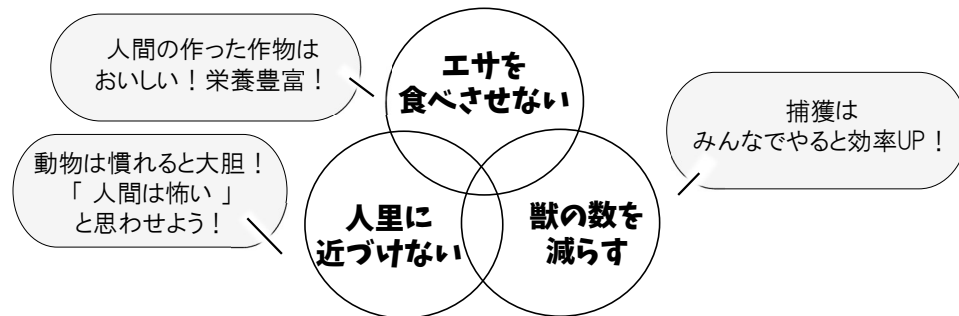 人間の作った作物は
おいしい！栄養豊富！
エサを
食べさせない
捕獲は
みんなでやると効率UP！
動物は慣れると大胆！
「 人間は怖い 」
と思わせよう！
人里に
近づけない
獣の数を
減らす